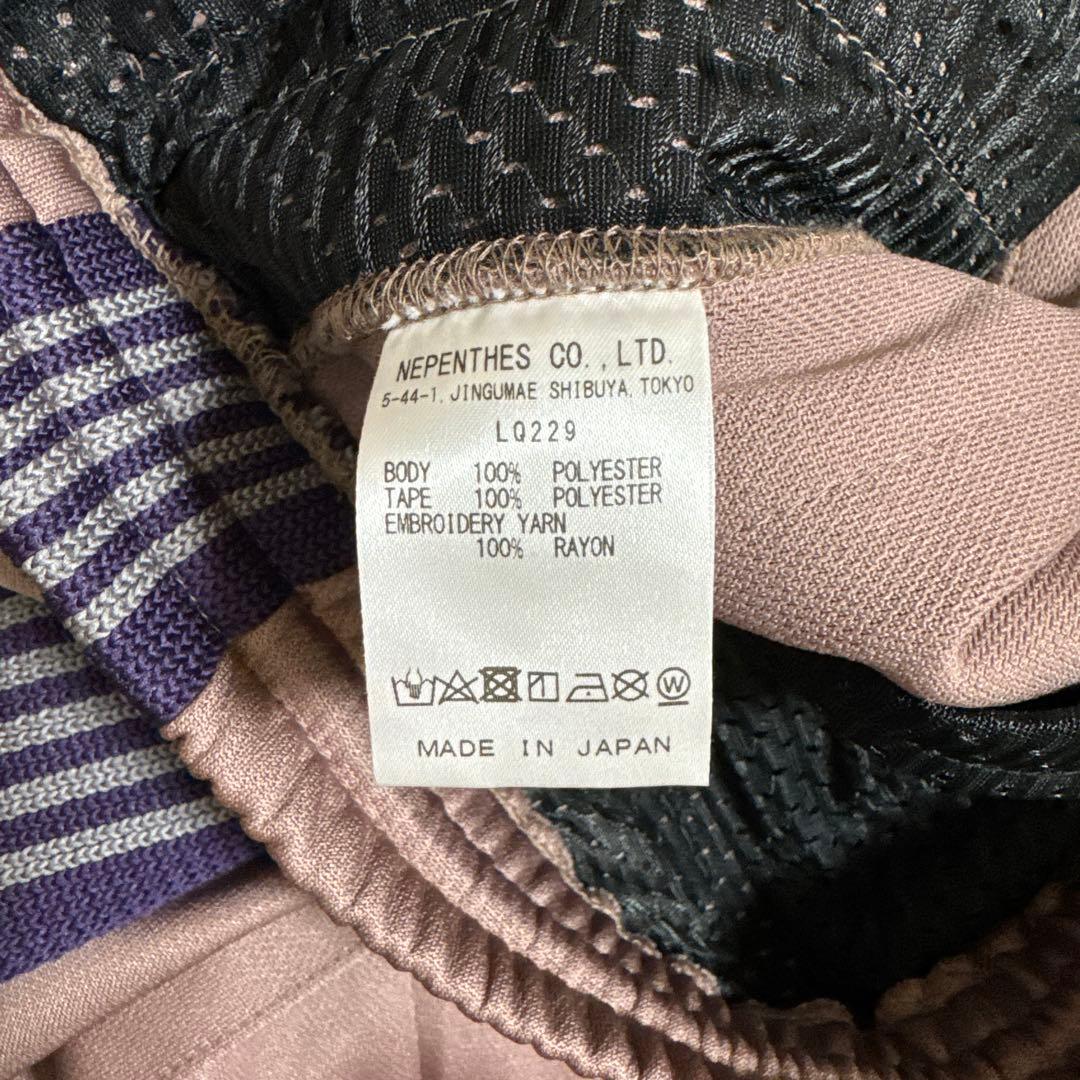 NEPENTHES CO.,LTD.
5-44-1, JINGUMAE SHIBUYA, TOKYO
LQ229
BODY 100% POLYESTER
TAPE 100% POLYESTER
EMBROIDERY YARN
100% RAYON
W
MADE IN JAPAN